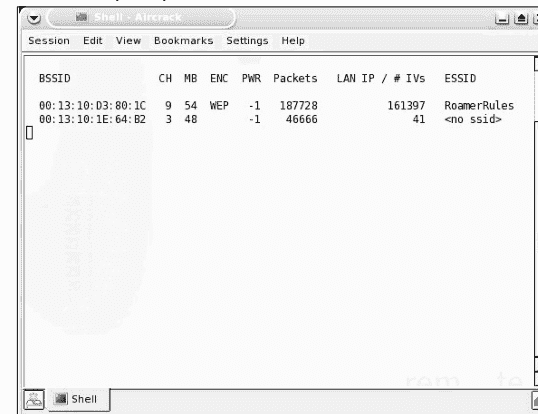 Shell - Aircrack
Session Edit View Bookmarks Settings Help
BSSID CH MB ENC PWR Packets LAN IP / # IVs ESSID
00:13:10:D3:80:1C 9 54 WEP -1 187728 161397 RoamerRules
00:13:10:1E:64:B2 3 48 -1 46666 41 <no ssid>
Shell